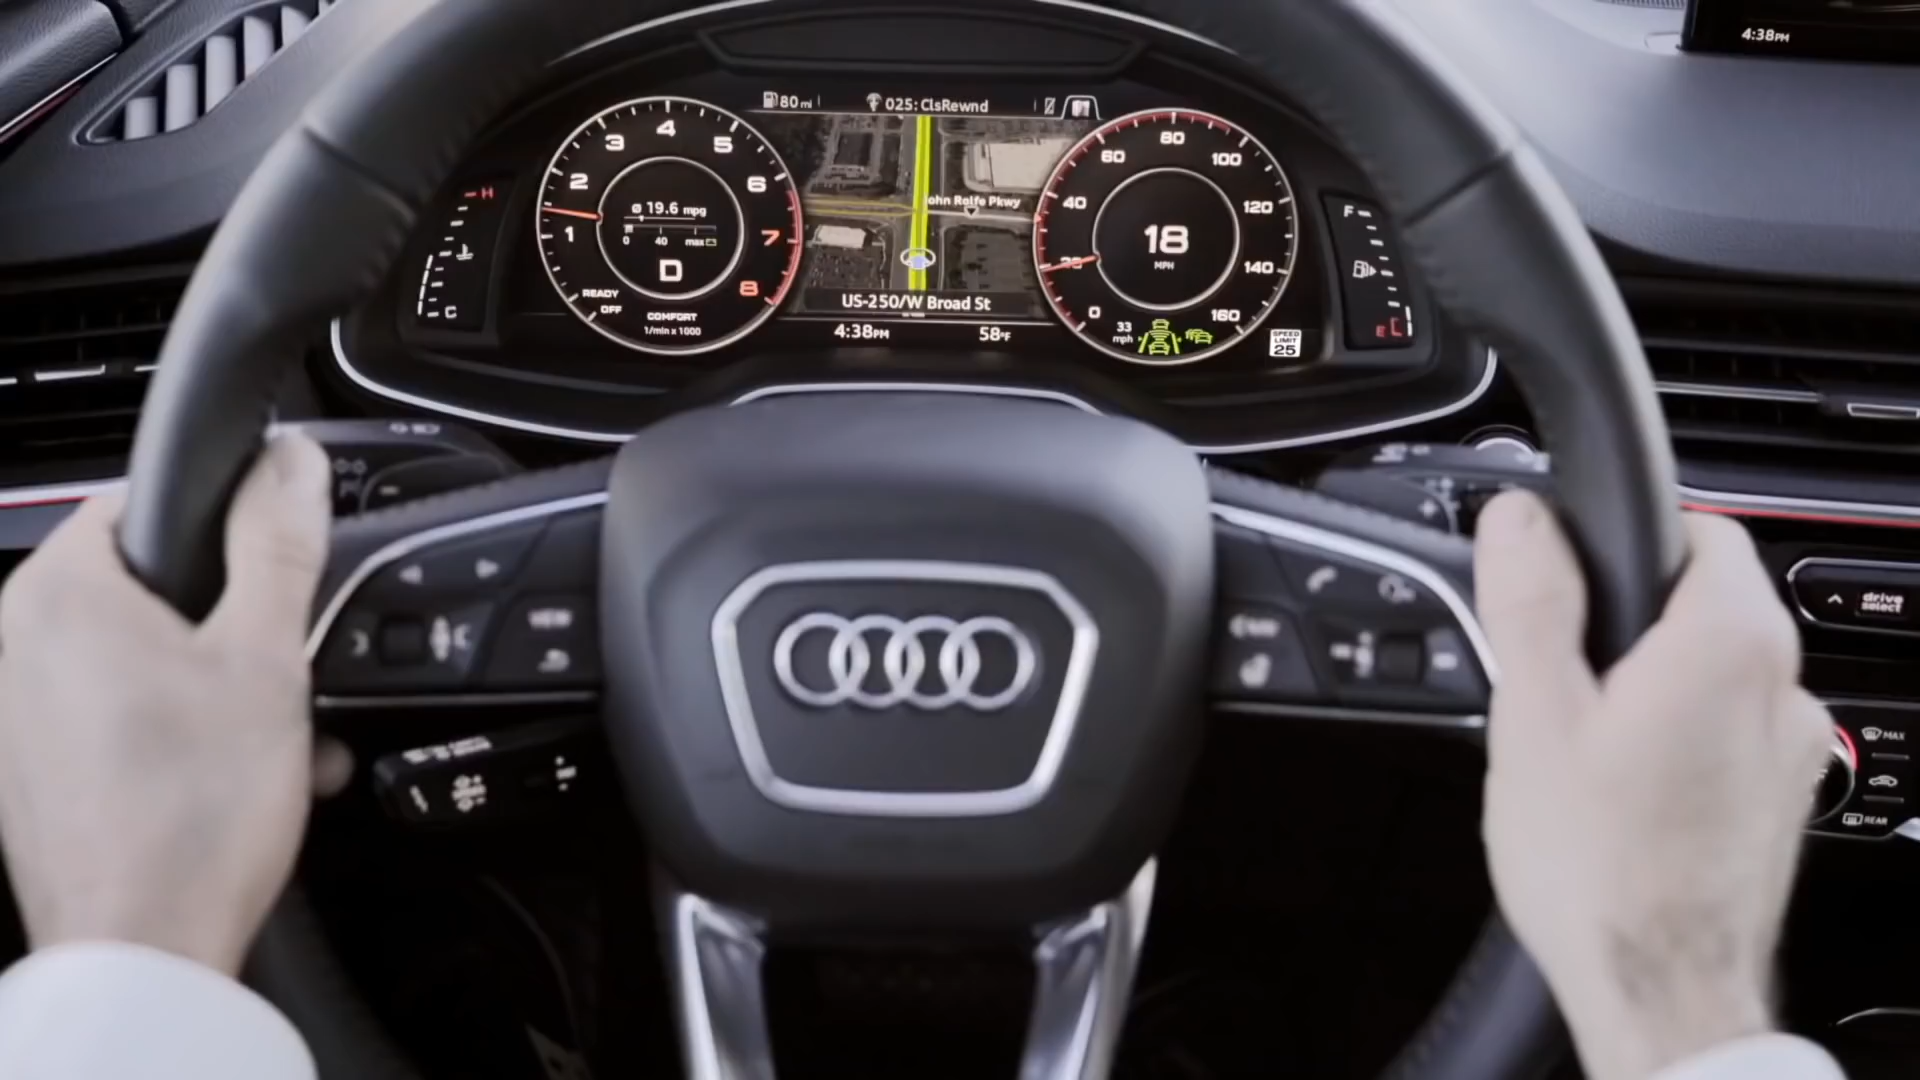 4:38PM
80 mi
025: ClsRewnd
4
3
5
2
6
1
7
8
ø 19.6 mpg
0 40 max
D
READY
OFF
COMFORT
1/min x 1000
H
C
ohn Rolfe Pkwy
US-250/W Broad St
4:38PM
58°F
80
60
100
40
120
20
140
0
160
18
MPH
33
mph
SPEED
LIMIT
25
F
E
VIEW
drive
select
MAX
REAR